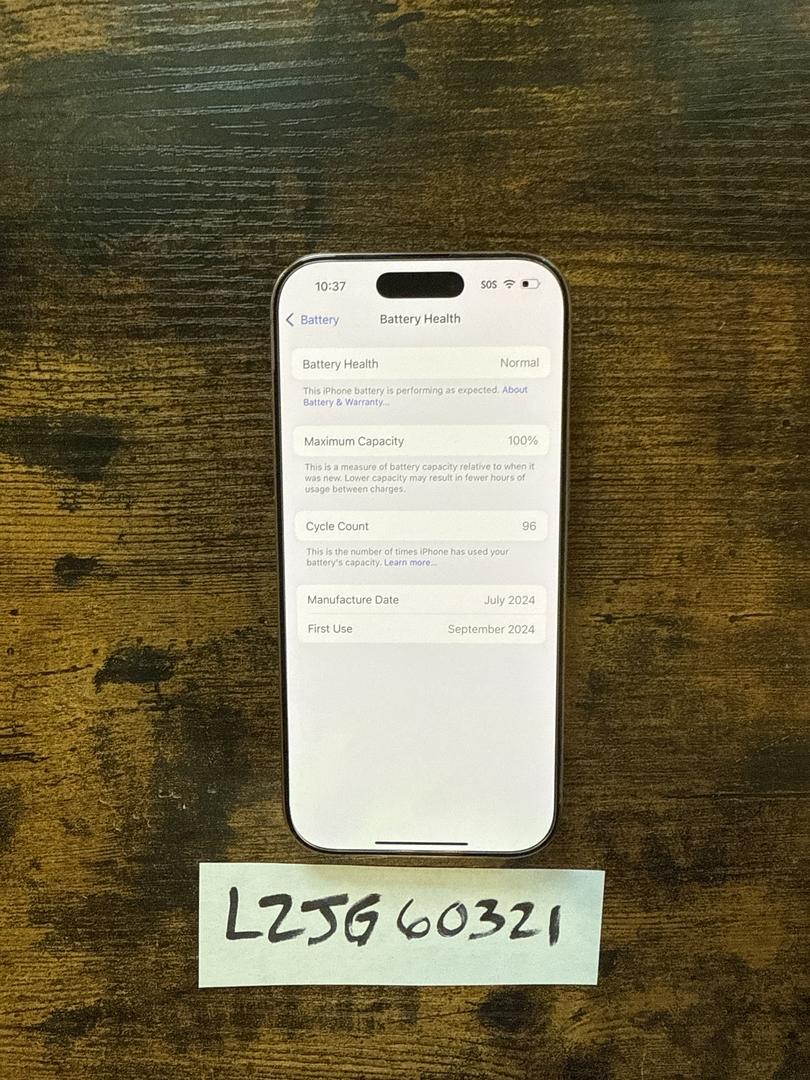 10:37 SOS
Battery Battery Health
Battery Health Normal
This iPhone battery is performing as expected. About
Battery & Warranty...
Maximum Capacity 100%
This is a measure of battery capacity relative to when it
was new. Lower capacity may result in fewer hours of
usage between charges.
Cycle Count 96
This is the number of times iPhone has used your
battery's capacity. Learn more...
Manufacture Date July 2024
First Use September 2024
LZJG60321